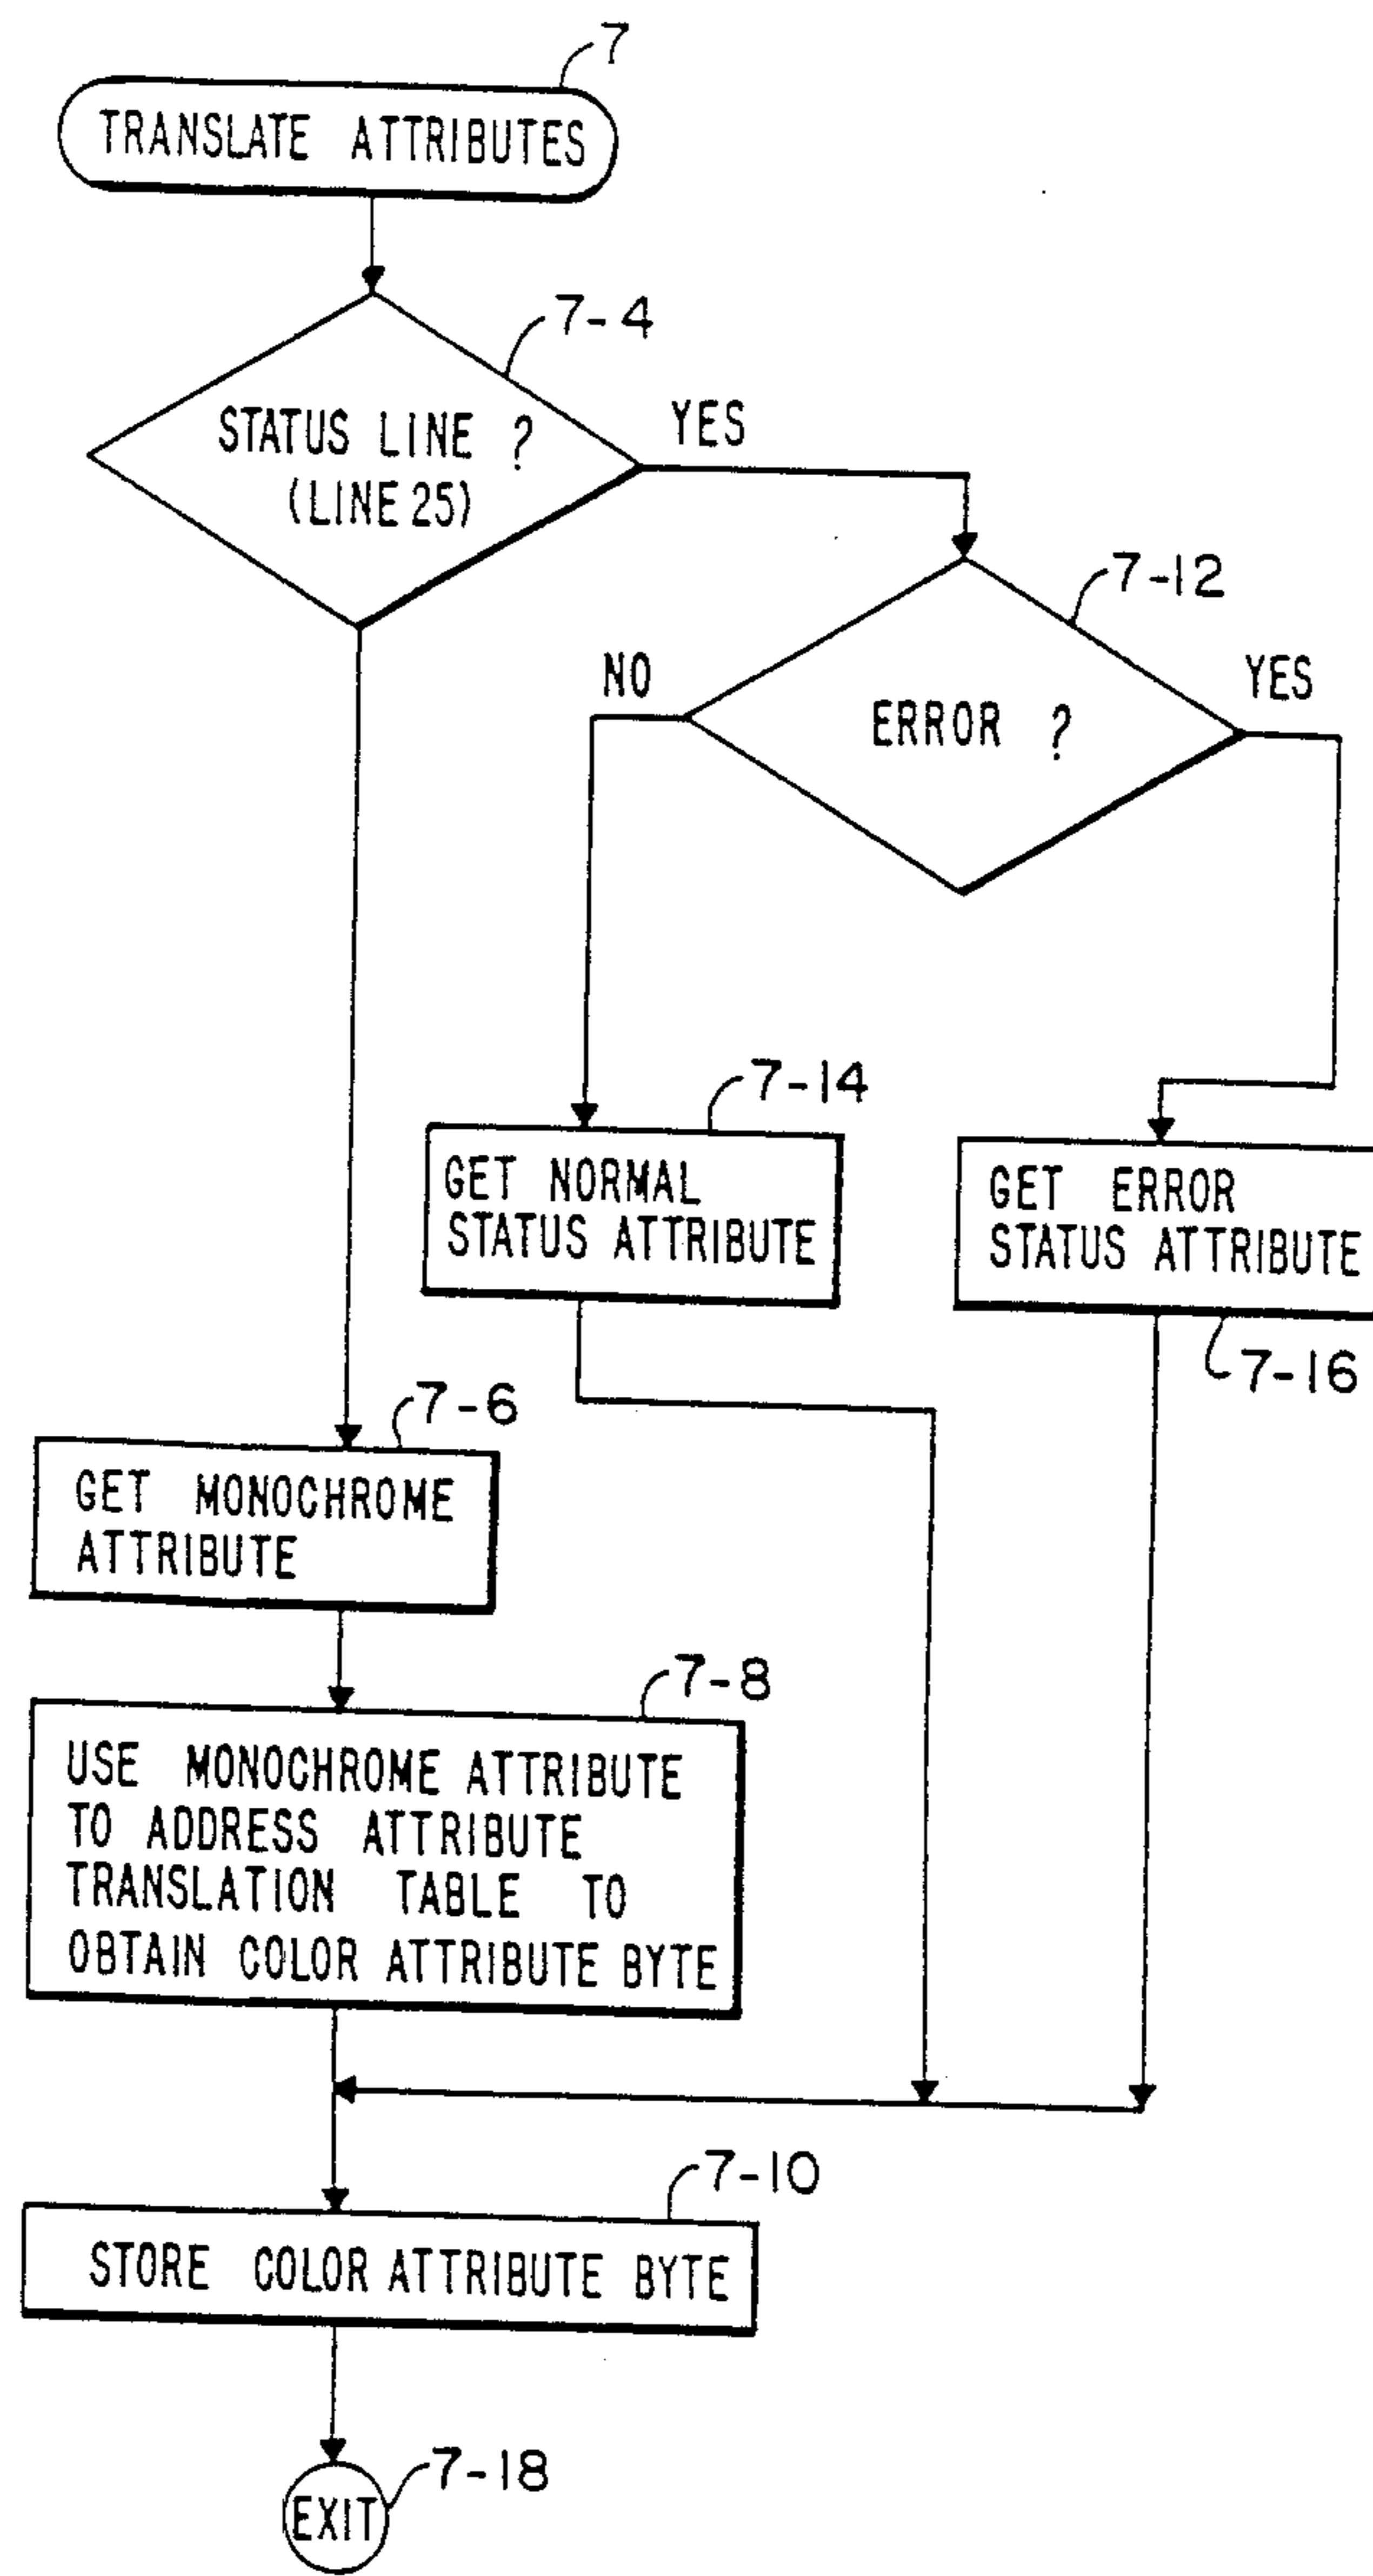 7
TRANSLATE ATTRIBUTES
7-4
STATUS LINE ?
(LINE 25)
YES
7-12
NO
YES
ERROR ?
7-14
GET NORMAL
STATUS ATTRIBUTE
GET ERROR
STATUS ATTRIBUTE
7-16
7-6
GET MONOCHROME
ATTRIBUTE
7-8
USE MONOCHROME ATTRIBUTE
TO ADDRESS ATTRIBUTE
TRANSLATION TABLE TO
OBTAIN COLOR ATTRIBUTE BYTE
7-10
STORE COLOR ATTRIBUTE BYTE
7-18
EXIT